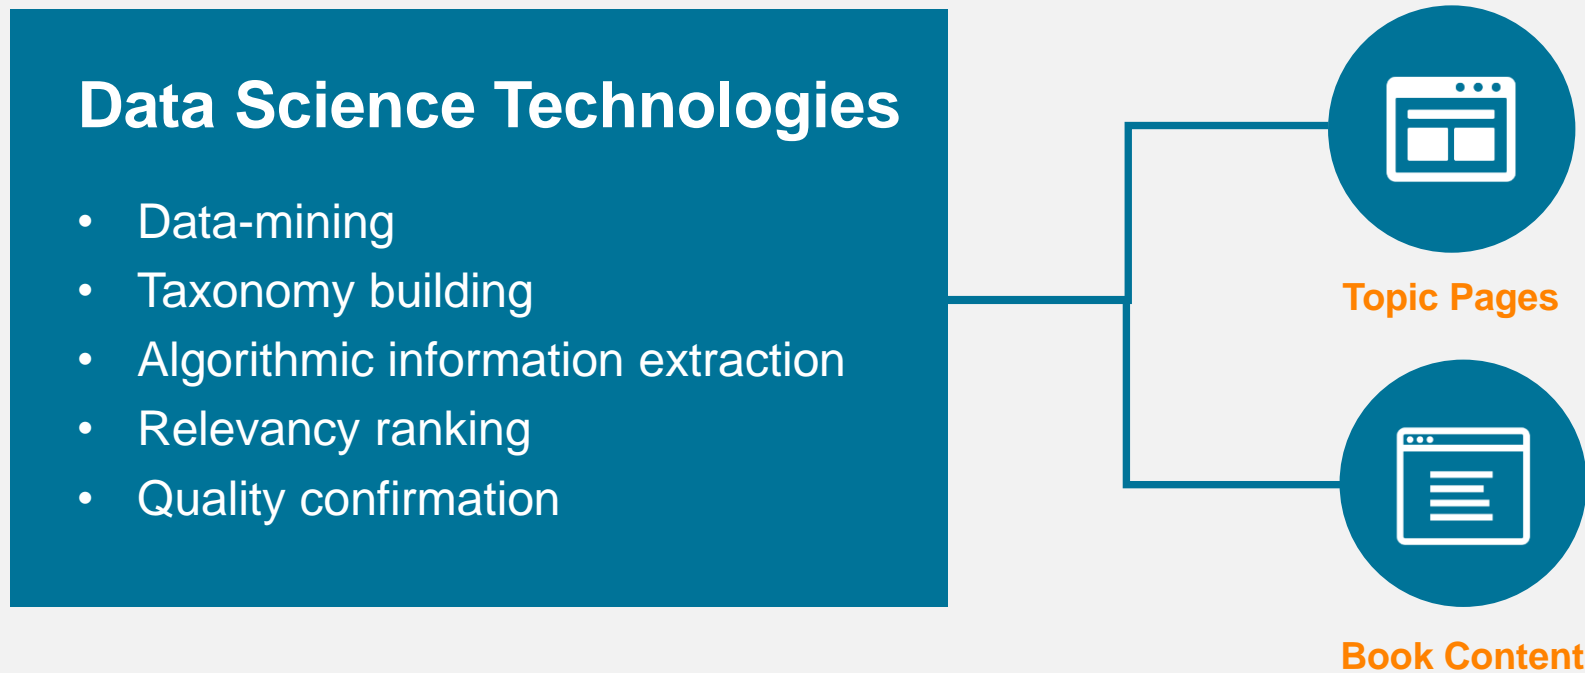 Data Science Technologies
• Data-mining
• Taxonomy building
• Algorithmic information extraction
• Relevancy ranking
• Quality confirmation
Topic Pages
Book Content